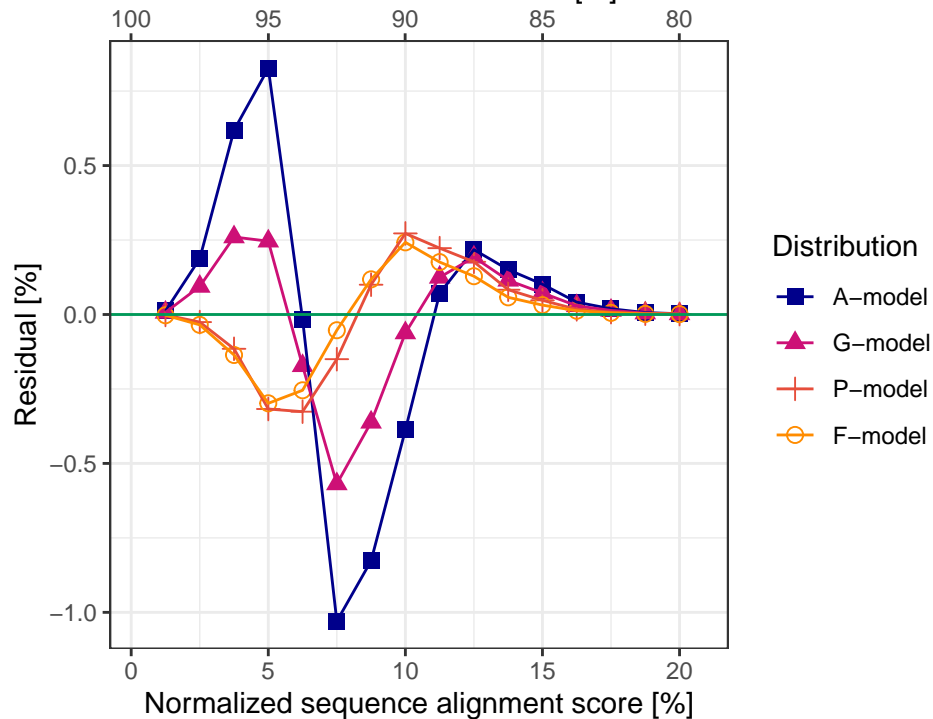 100 95 90 85 80
0.5
0.0
−0.5
−1.0
Residual [%]
0 5 10 15 20
Normalized sequence alignment score [%]
Distribution
A−model
G−model
P−model
F−model